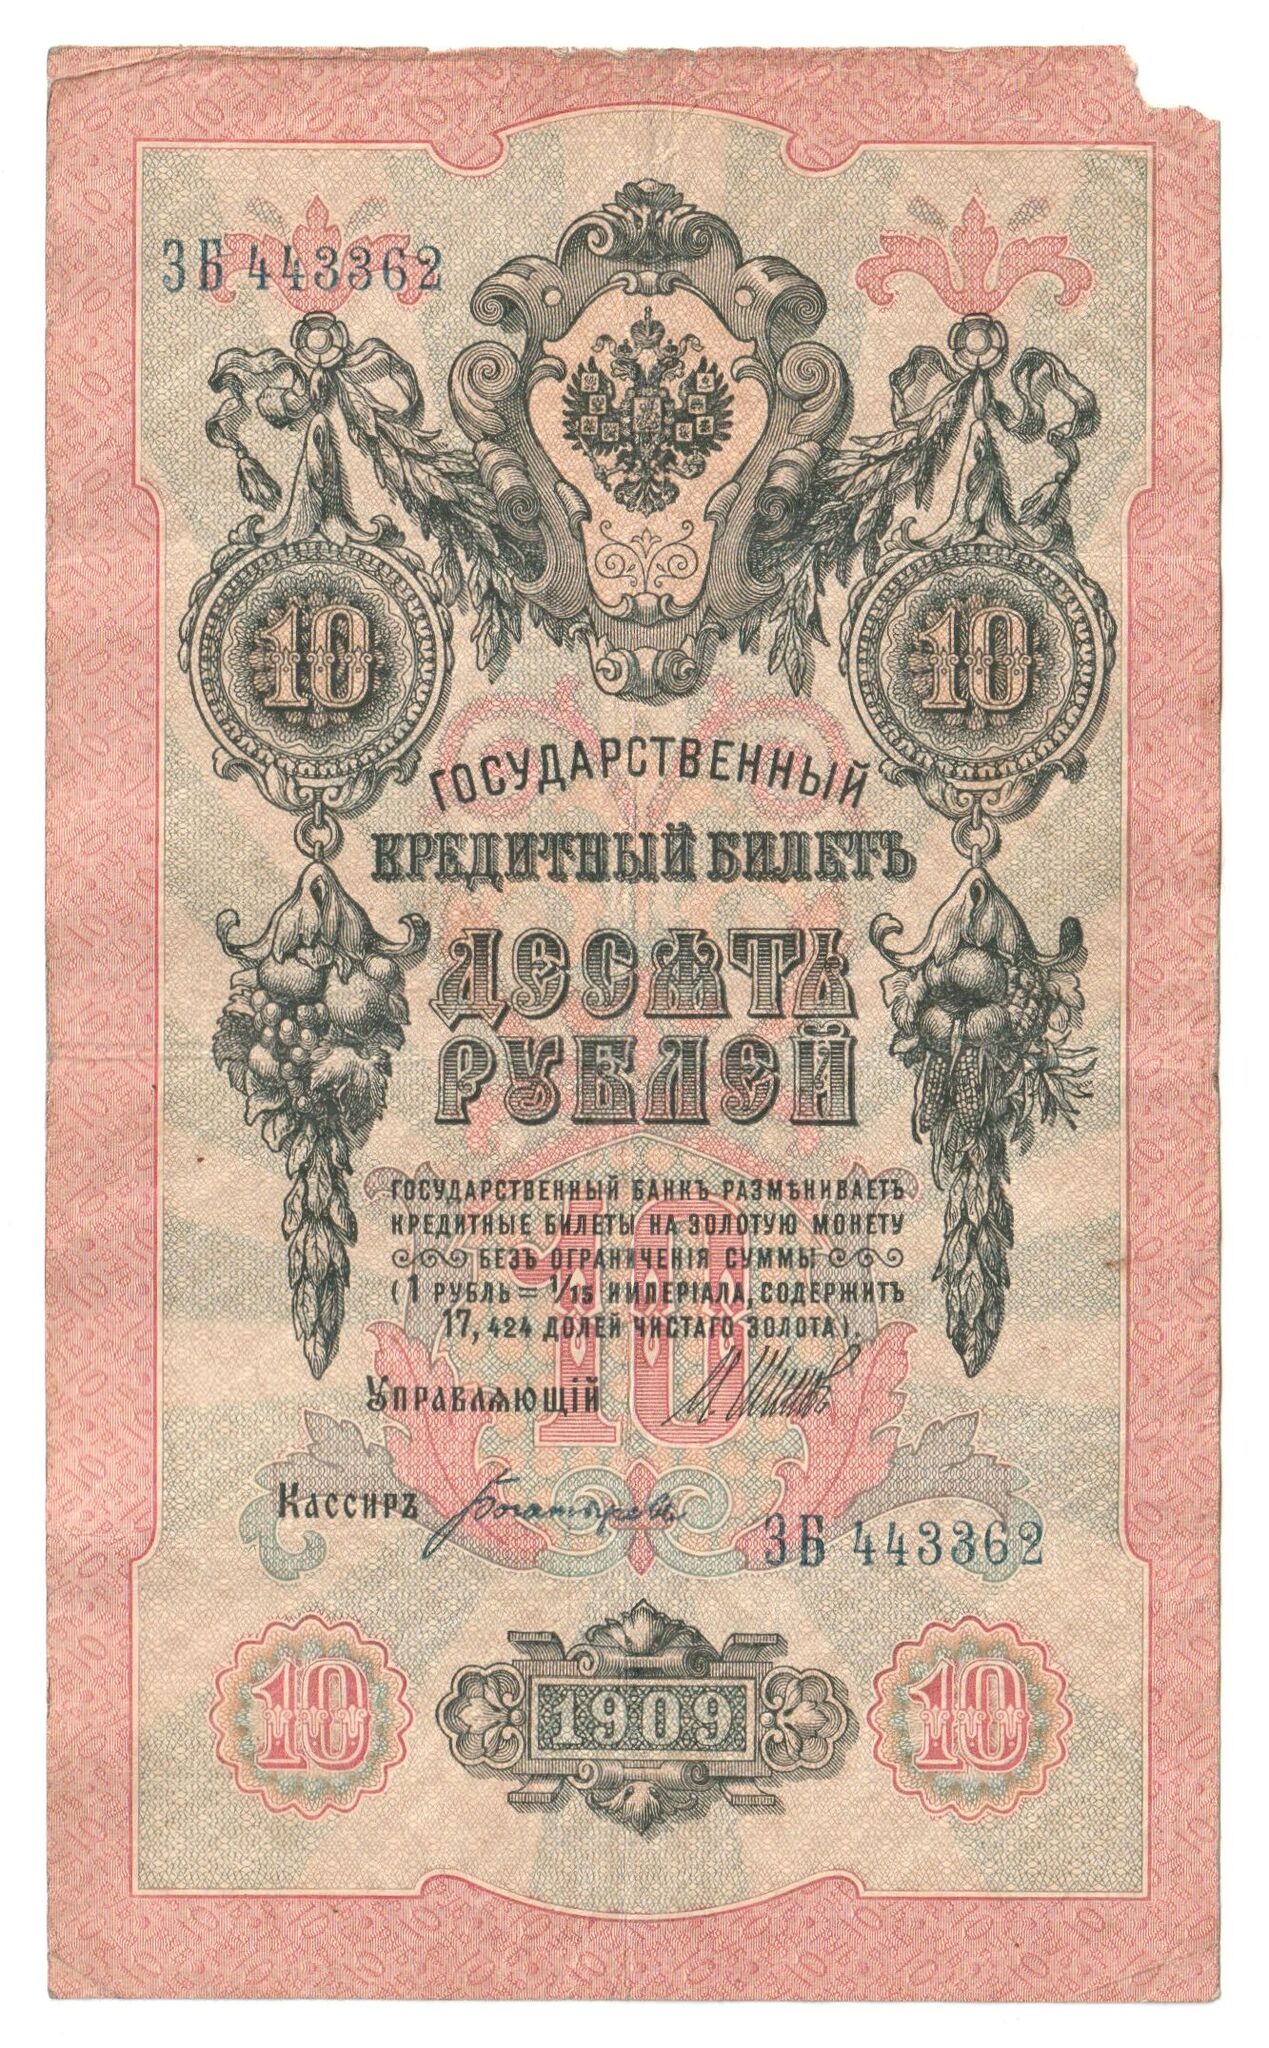 ЗБ 443362
10 10
ГОСУДАРСТВЕННЫЙ
КРЕДИТНЫЙ БИЛЕТЪ
ДЕСЯТЬ
РУБЛЕЙ
ГОСУДАРСТВЕННЫЙ БАНКЪ РАЗМѢНИВАЕТЪ
КРЕДИТНЫЕ БИЛЕТЫ НА ЗОЛОТУЮ МОНЕТУ
БЕЗЪ ОГРАНИЧЕНІЯ СУММЫ
(1 РУБЛЬ = 1/15 ИМПЕРІАЛА, СОДЕРЖИТЪ
17,424 ДОЛЕЙ ЧИСТАГО ЗОЛОТА).
10
УПРАВЛЯЮЩІЙ И. Шиповъ
КАССИРЪ
ЗБ 443362
10 1909 10